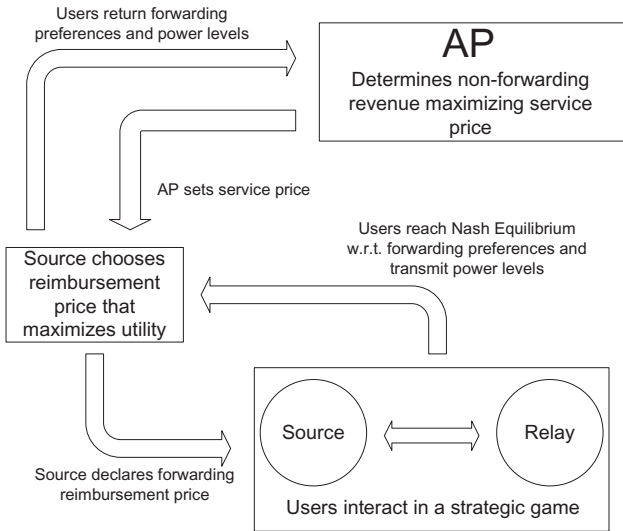 Users return forwarding
preferences and power levels
AP
Determines non-forwarding
revenue maximizing service
price
AP sets service price
Users reach Nash Equilibrium
w.r.t. forwarding preferences and
transmit power levels
Source chooses
reimbursement
price that
maximizes utility
Source
Relay
Source declares forwarding
reimbursement price
Users interact in a strategic game